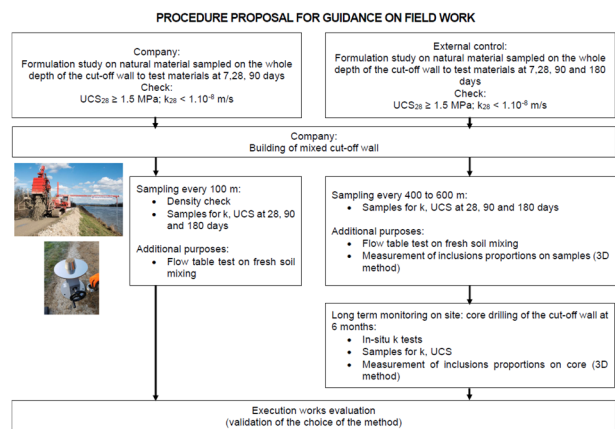 PROCEDURE PROPOSAL FOR GUIDANCE ON FIELD WORK
Company:
Formulation study on natural material sampled on the whole
depth of the cut-off wall to test materials at 7,28, 90 days
Check:
UCS28 ≥ 1.5 MPa; k28 < 1.10-8 m/s
External control:
Formulation study on natural material sampled on the whole
depth of the cut-off wall to test materials at 7,28, 90 and 180
days
Check:
UCS28 ≥ 1.5 MPa; k28 < 1.10-8 m/s
Company:
Building of mixed cut-off wall
Sampling every 100 m:
• Density check
• Samples for k, UCS at 28, 90
and 180 days
Additional purposes:
• Flow table test on fresh soil
mixing
Sampling every 400 to 600 m:
• Samples for k, UCS at 28, 90 and 180 days
Additional purposes:
• Flow table test on fresh soil mixing
• Measurement of inclusions proportions on samples (3D
method)
Long term monitoring on site: core drilling of the cut-off wall at
6 months:
• In-situ k tests
• Samples for k, UCS
• Measurement of inclusions proportions on core (3D
method)
Execution works evaluation
(validation of the choice of the method)